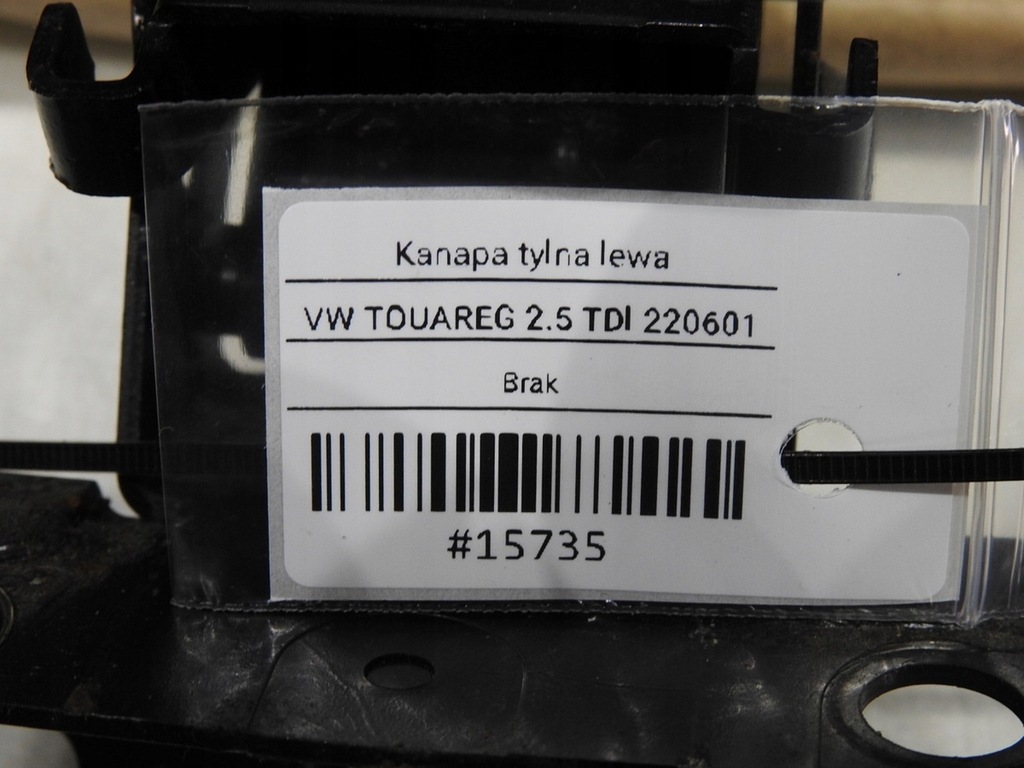 Kanapa tylna lewa
VW TOUAREG 2.5 TDI 220601
Brak
#15735